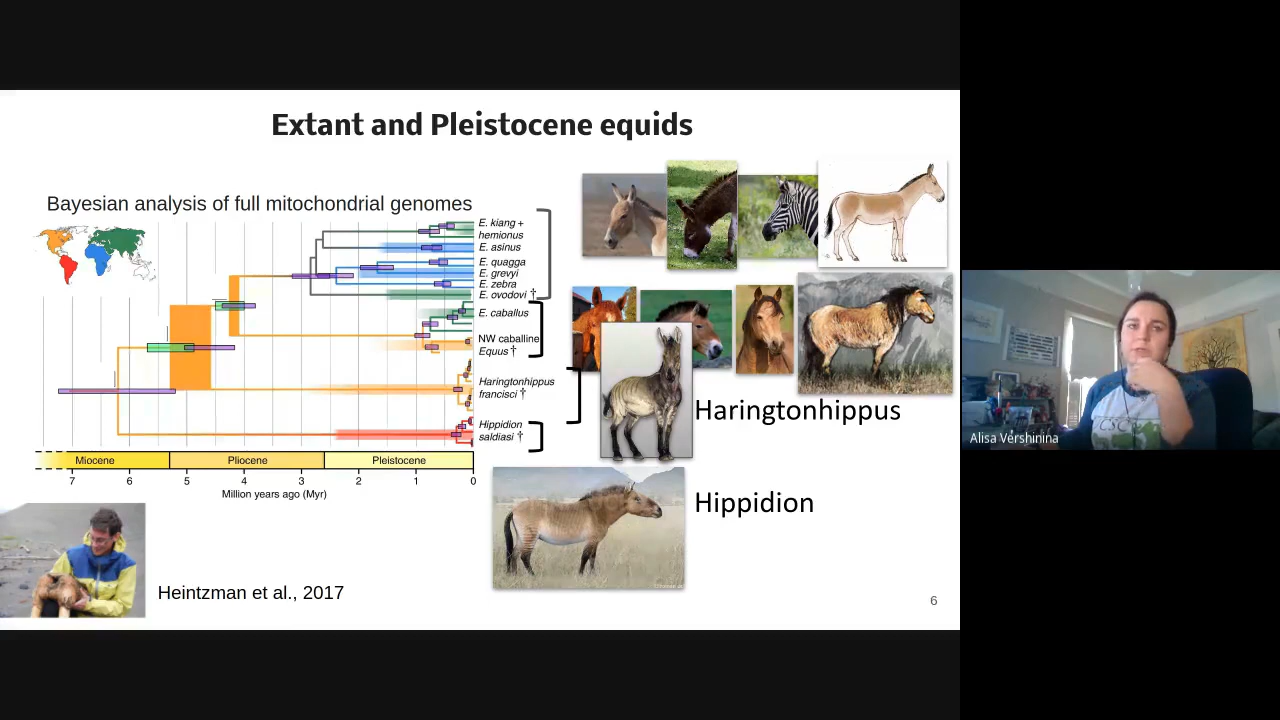 Extant and Pleistocene equids
Bayesian analysis of full mitochondrial genomes
E. kiang +
hemionus
E. asinus
E. quagga
E. grevyi
E. zebra
E. ovodovi †
E. caballus
NW caballine
Equus †
Haringtonhippus
francisci †
Hippidion
saldiasi †
Miocene Pliocene Pleistocene
7 6 5 4 3 2 1 0
Million years ago (Myr)
Haringtonhippus
Hippidion
Heintzman et al., 2017
6
Alisa Vershinina